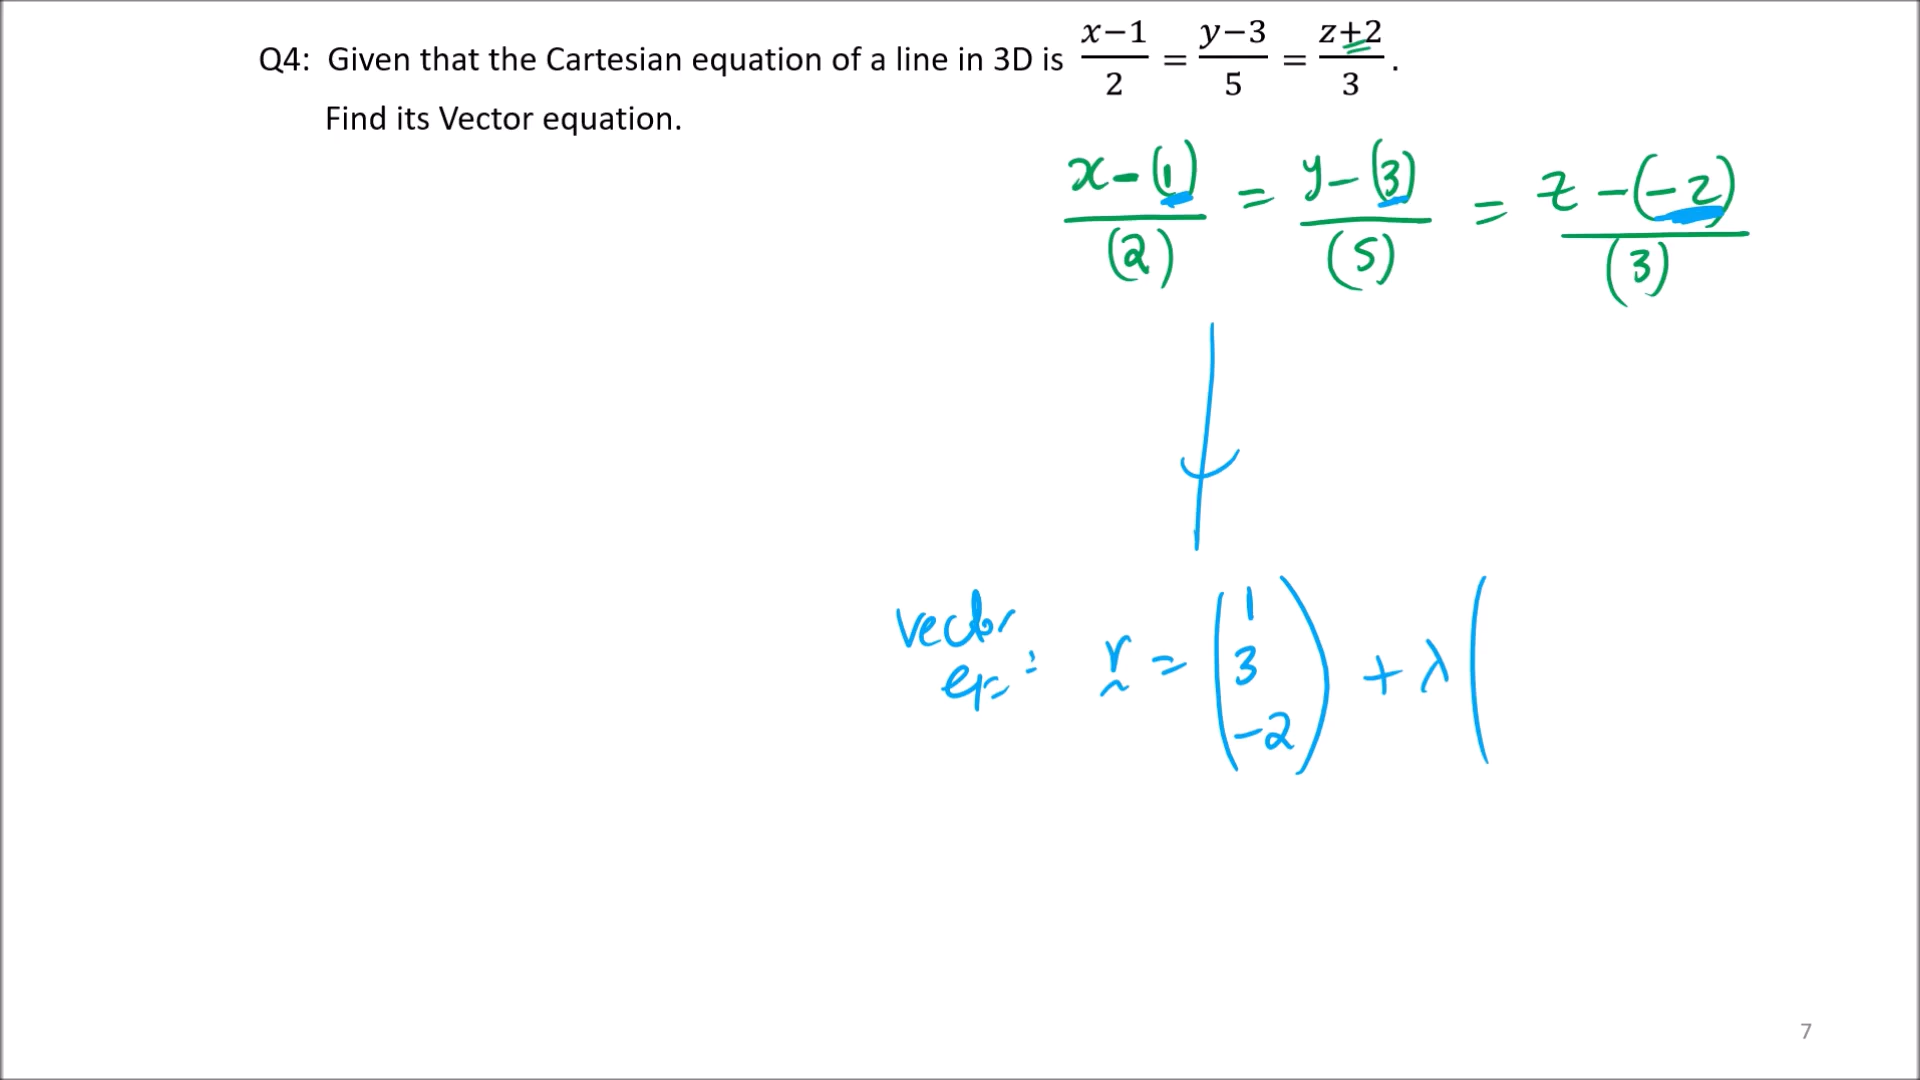 Q4: Given that the Cartesian equation of a line in 3D is (x−1)/2 = (y−3)/5 = (z+2)/3 .
Find its Vector equation.
(x−(1))/(2) = (y−(3))/(5) = (z−(−2))/(3)
vector eq: r = (1 3 −2) + λ (
7